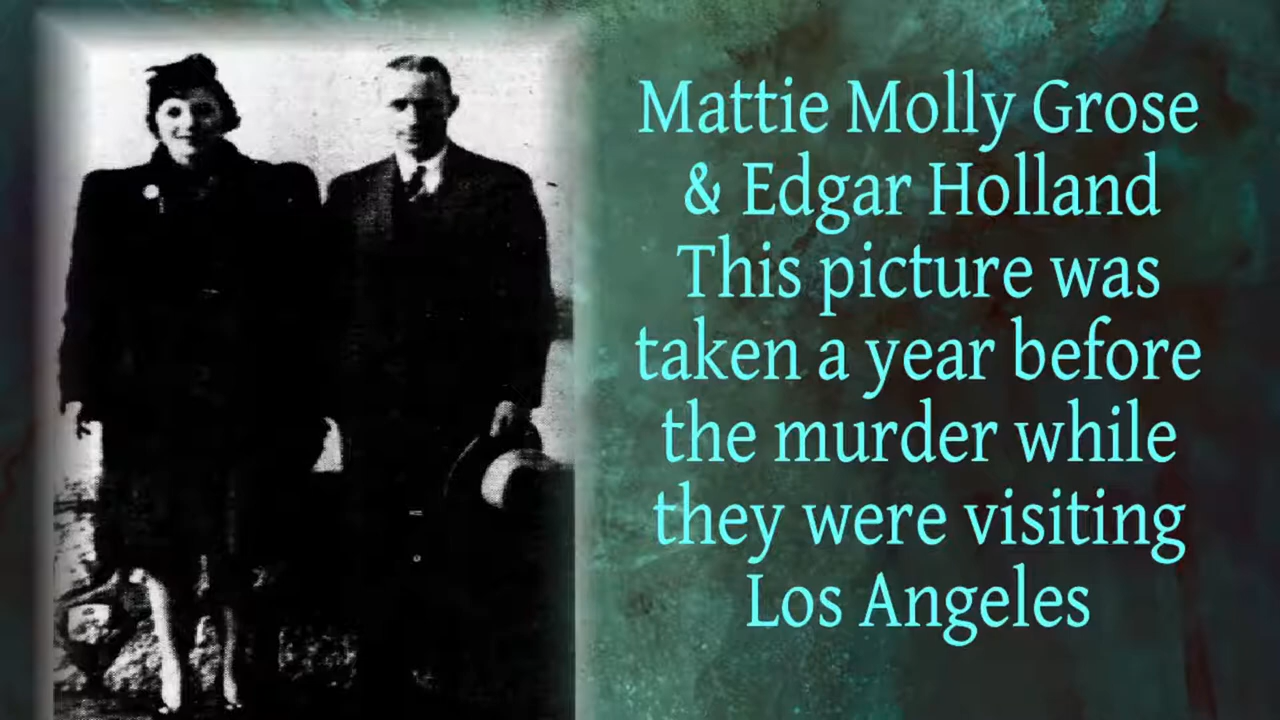 Mattie Molly Grose
& Edgar Holland
This picture was
taken a year before
the murder while
they were visiting
Los Angeles